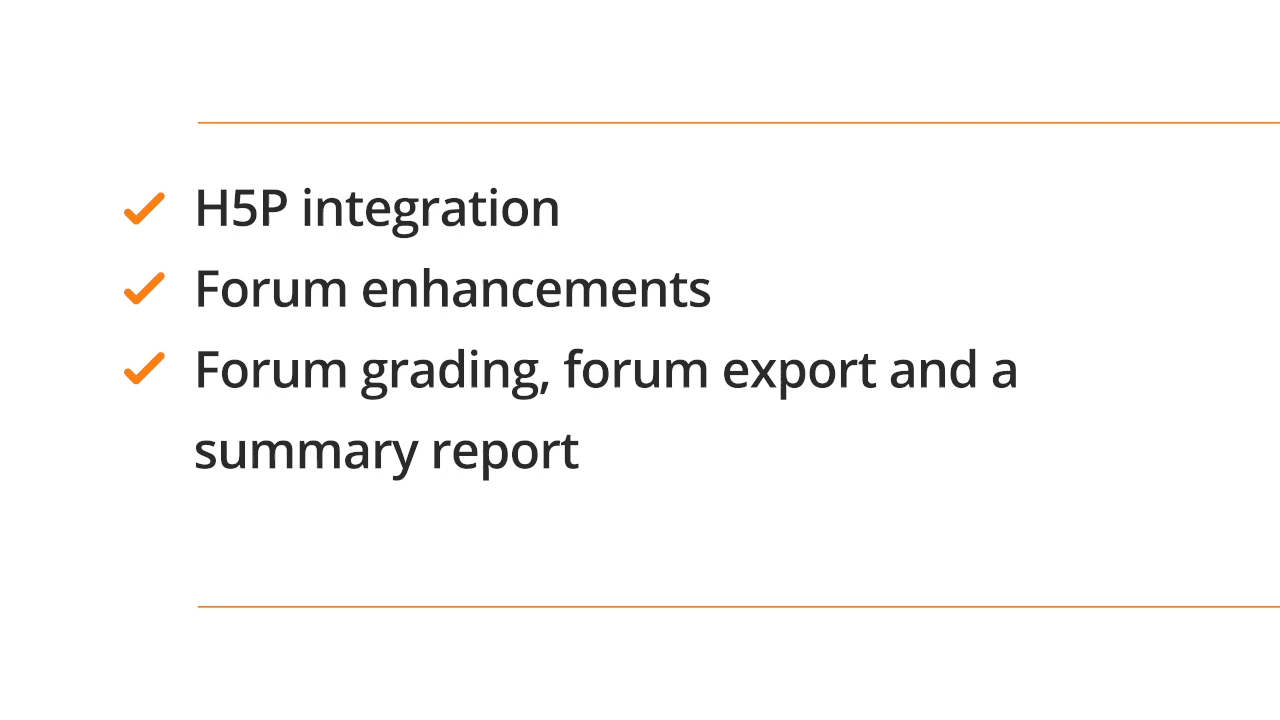 H5P integration
Forum enhancements
Forum grading, forum export and a
summary report